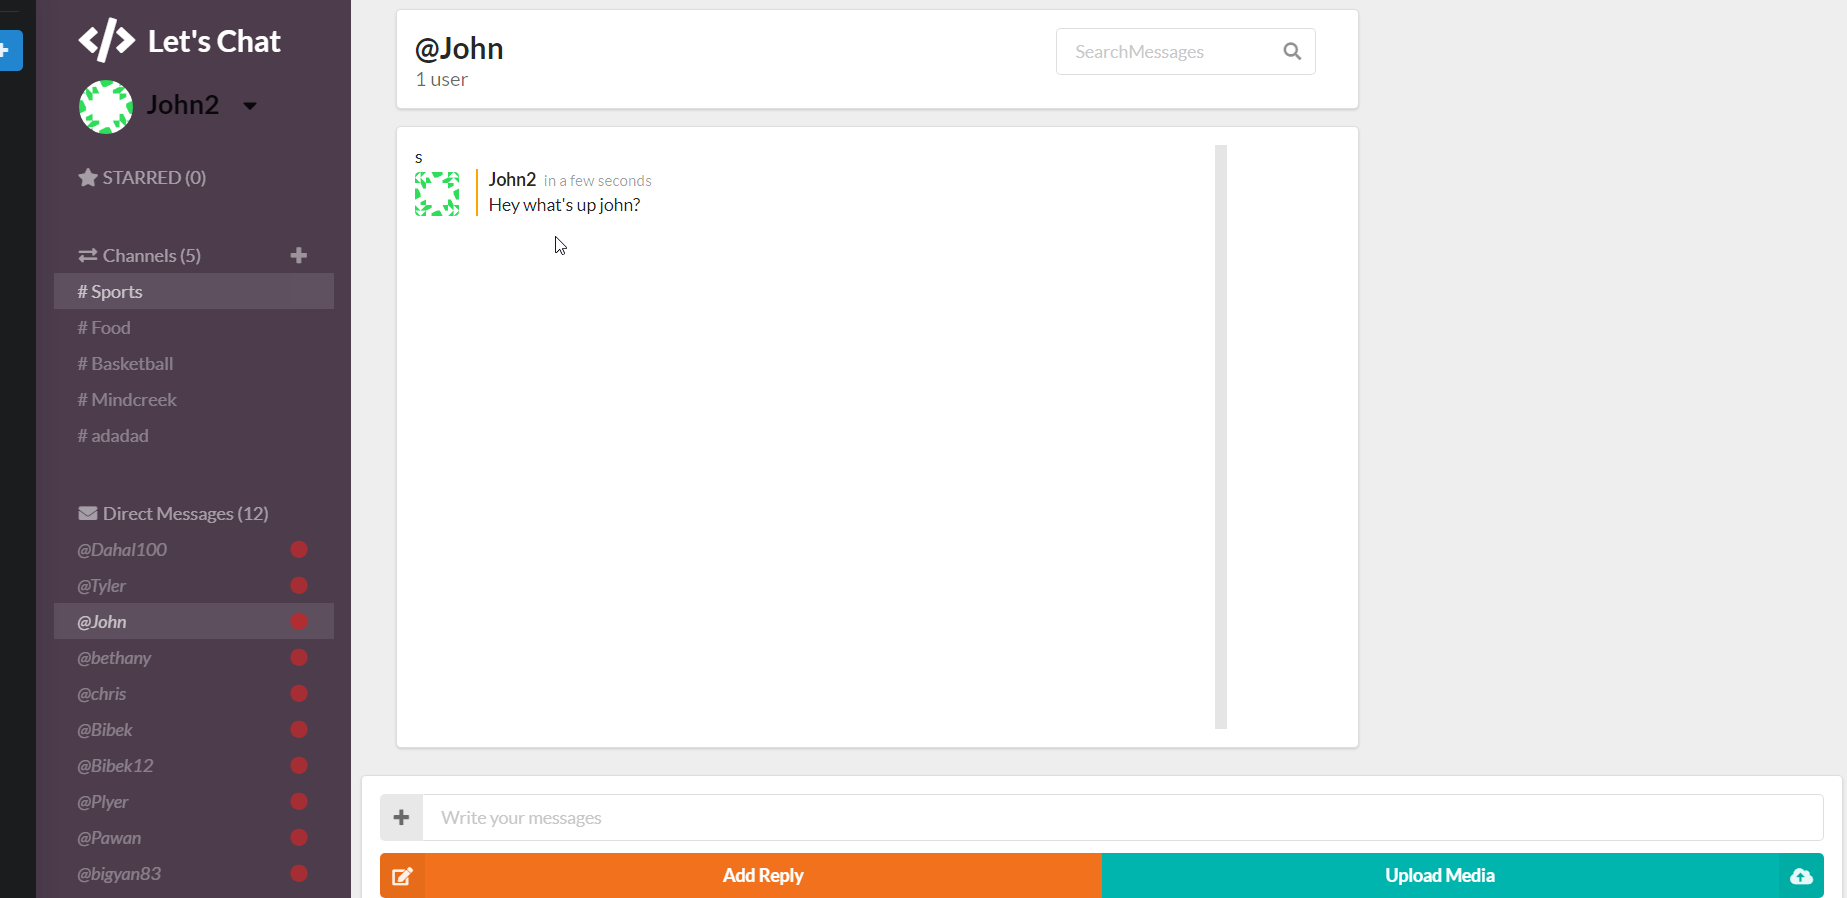 Let's Chat
John2
STARRED (0)
Channels (5)
# Sports
# Food
# Basketball
# Mindcreek
# adadad
Direct Messages (12)
@Dahal100
@Tyler
@John
@bethany
@chris
@Bibek
@Bibek12
@Plyer
@Pawan
@bigyan83
@John
1 user
SearchMessages
s
John2 in a few seconds
Hey what's up john?
Write your messages
Add Reply
Upload Media